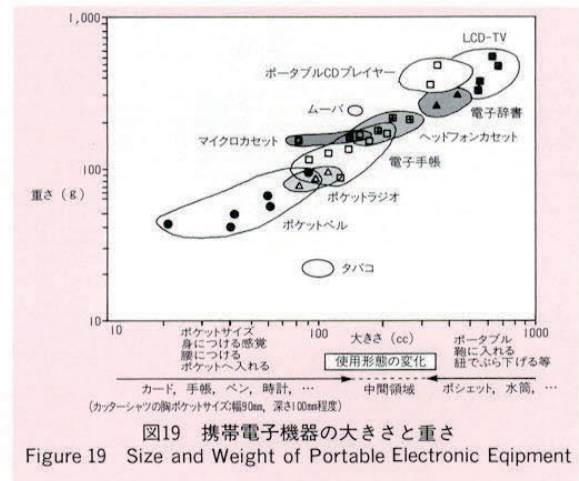 1,000
LCD-TV
ポータブルCDプレイヤー
ムーバ
電子辞書
マイクロカセット
ヘッドフォンカセット
100
電子手帳
重さ(g)
ポケットラジオ
ポケットベル
タバコ
10
10
100
大きさ(cc)
1000
ポケットサイズ
身につける感覚
腰につける
ポケットへ入れる
使用形態の変化
ポータブル
鞄に入れる
紐でぶら下げる等
カード,手帳,ペン,時計,…
中間領域
ポシェット,水筒,…
(カッターシャツの胸ポケットサイズ;幅90mm,深さ100mm程度)
図19 携帯電子機器の大きさと重さ
Figure 19 Size and Weight of Portable Electronic Eqipment